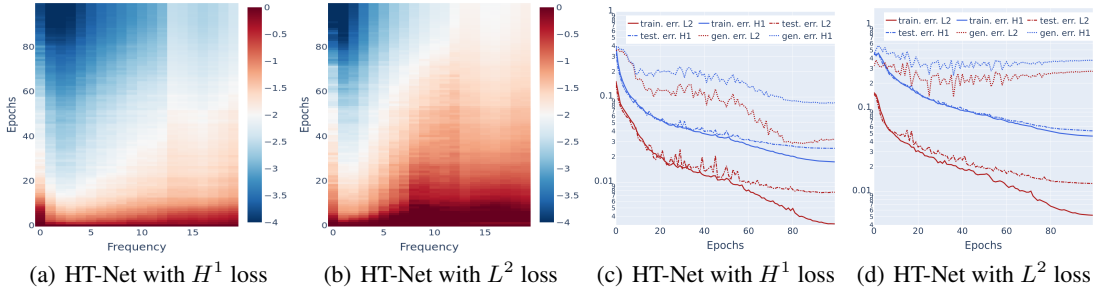 Epochs
80
60
40
20
0
0 5 10 15
Frequency
0
−0.5
−1
−1.5
−2
−2.5
−3
−3.5
−4
80
60
40
20
0
0 5 10 15
Frequency
0
−0.5
−1
−1.5
−2
−2.5
−3
−3.5
−4
train. err. L2 train. err. H1 test. err. L2
test. err. H1 gen. err. L2 gen. err. H1
1
0.1
0.01
0 20 40 60 80
Epochs
train. err. L2 train. err. H1 test. err. L2
test. err. H1 gen. err. L2 gen. err. H1
1
0.1
0.01
0 20 40 60 80
Epochs
(a) HT-Net with H¹ loss
(b) HT-Net with L² loss
(c) HT-Net with H¹ loss
(d) HT-Net with L² loss